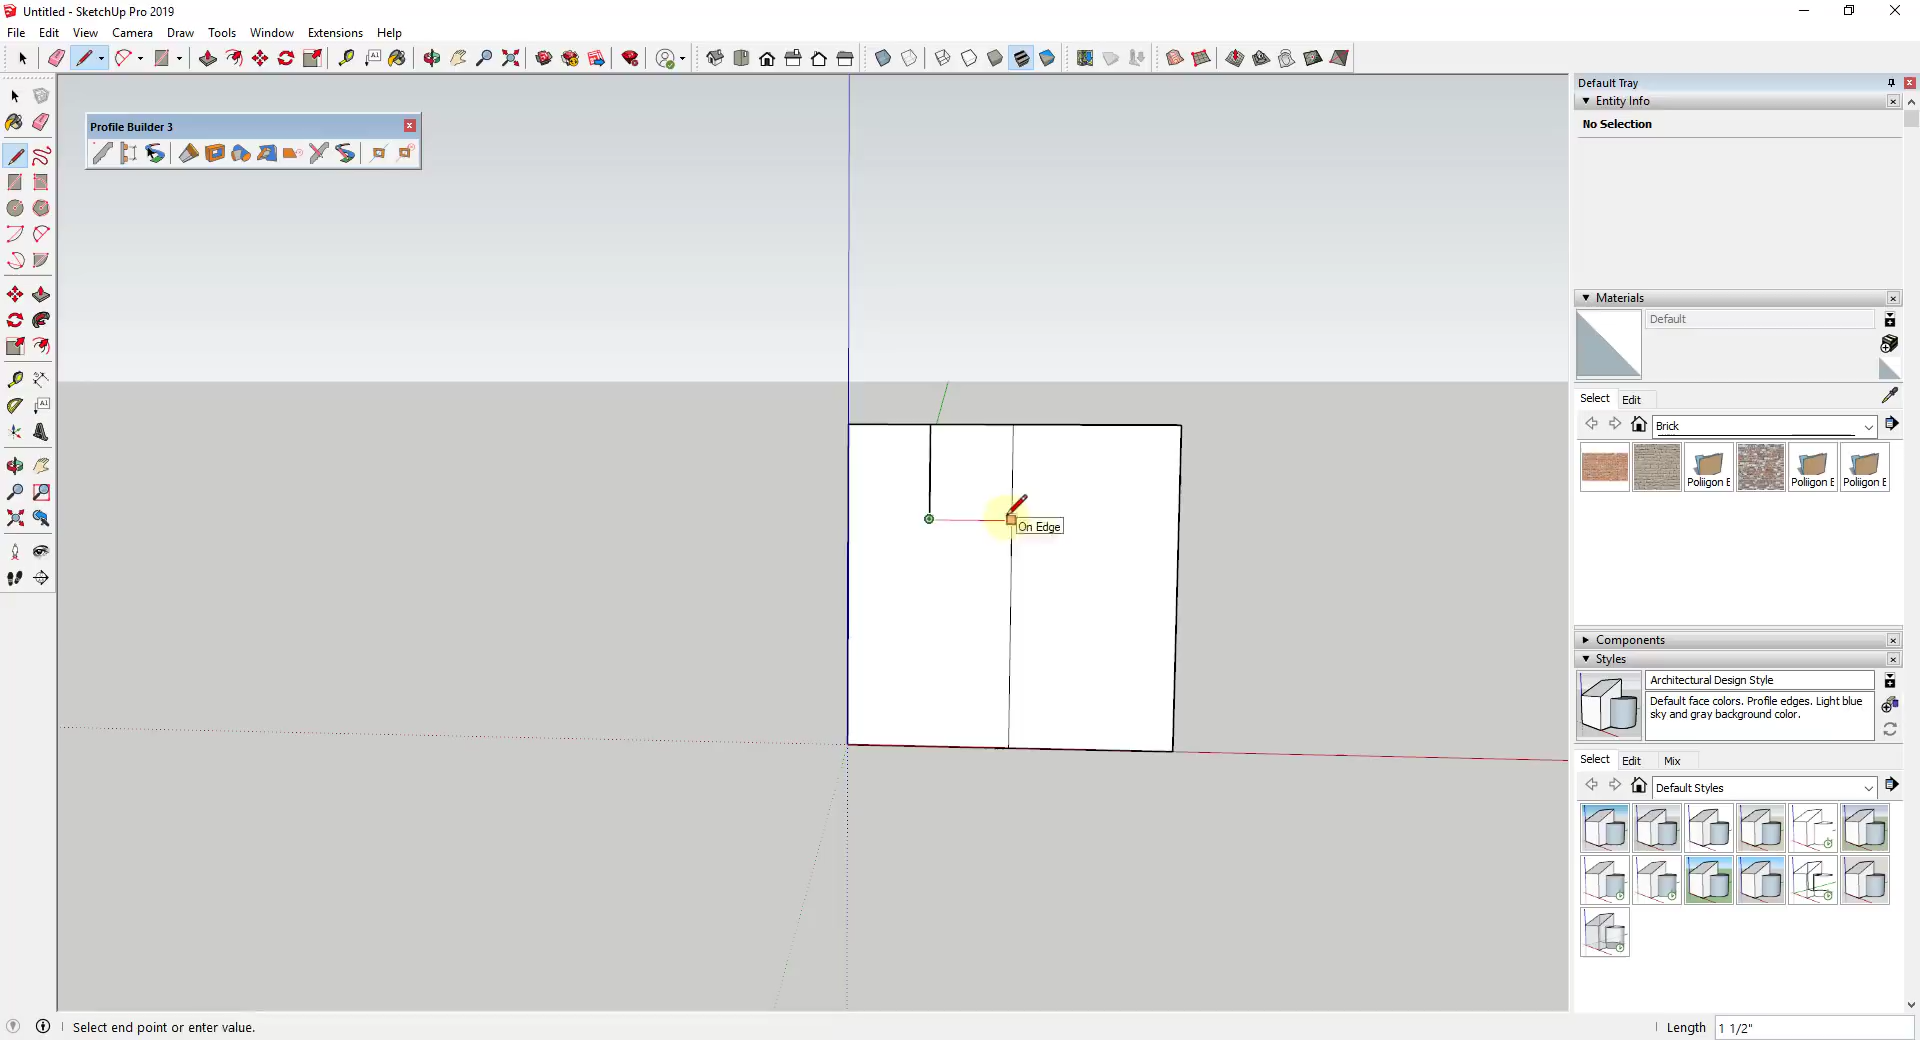 Untitled - SketchUp Pro 2019
File Edit View Camera Draw Tools Window Extensions Help
Default Tray
Entity Info
No Selection
Profile Builder 3
Materials
Default
Select Edit
Brick
Poliigon E
Poliigon E
Poliigon E
On Edge
Components
Styles
Architectural Design Style
Default face colors. Profile edges. Light blue
sky and gray background color.
Select Edit Mix
Default Styles
Select end point or enter value.
Length 1 1/2"